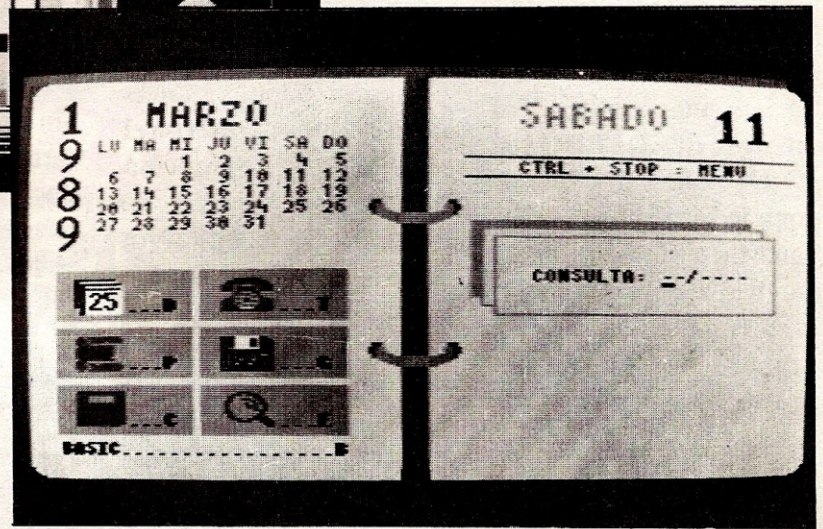 1989
MARZO
LU MA MI JU VI SA DO
1 2 3 4 5
6 7 8 9 10 11 12
13 14 15 16 17 18 19
20 21 22 23 24 25 26
27 28 29 30 31
25
BASIC
SABADO 11
CTRL + STOP = MENU
CONSULTA: --/----